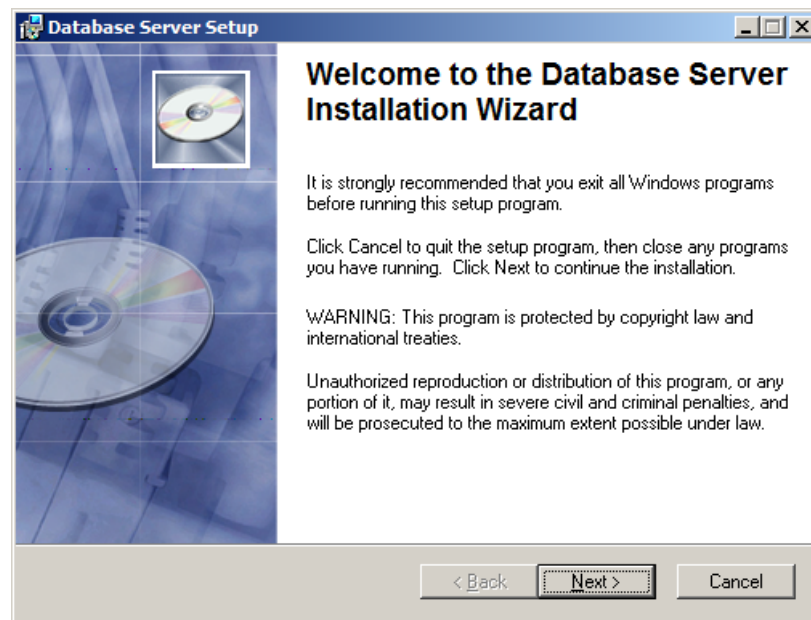 Database Server Setup
Welcome to the Database Server
Installation Wizard
It is strongly recommended that you exit all Windows programs
before running this setup program.
Click Cancel to quit the setup program, then close any programs
you have running.  Click Next to continue the installation.
WARNING: This program is protected by copyright law and
international treaties.
Unauthorized reproduction or distribution of this program, or any
portion of it, may result in severe civil and criminal penalties, and
will be prosecuted to the maximum extent possible under law.
< Back Next > Cancel